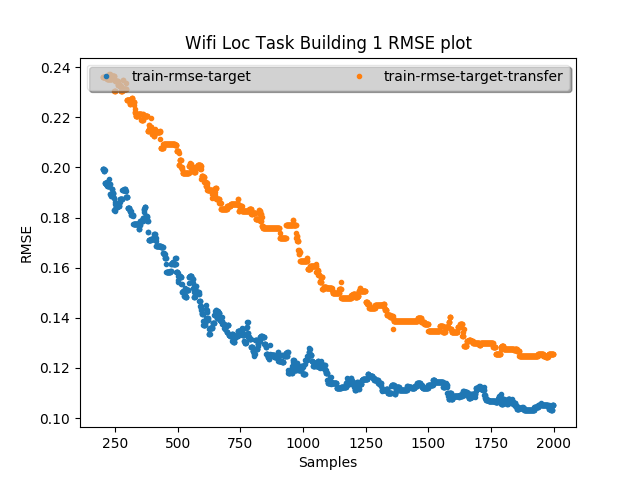 Wifi Loc Task Building 1 RMSE plot
train-rmse-target train-rmse-target-transfer
0.24
0.22
0.20
0.18
0.16
0.14
0.12
0.10
RMSE
250 500 750 1000 1250 1500 1750 2000
Samples